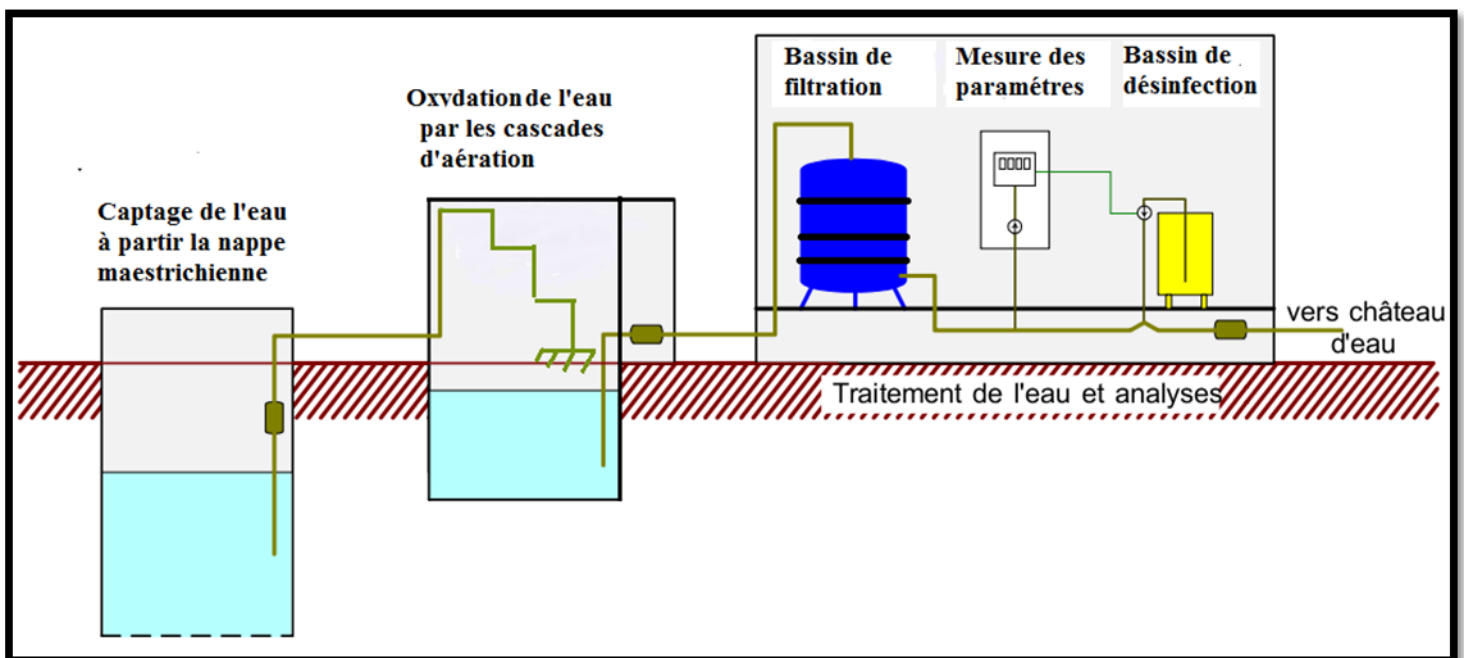 Captage de l'eau
à partir la nappe
maestrichienne
Oxydation de l'eau
par les cascades
d'aération
Bassin de
filtration
Mesure des
paramétres
Bassin de
désinfection
vers château
d'eau
Traitement de l'eau et analyses